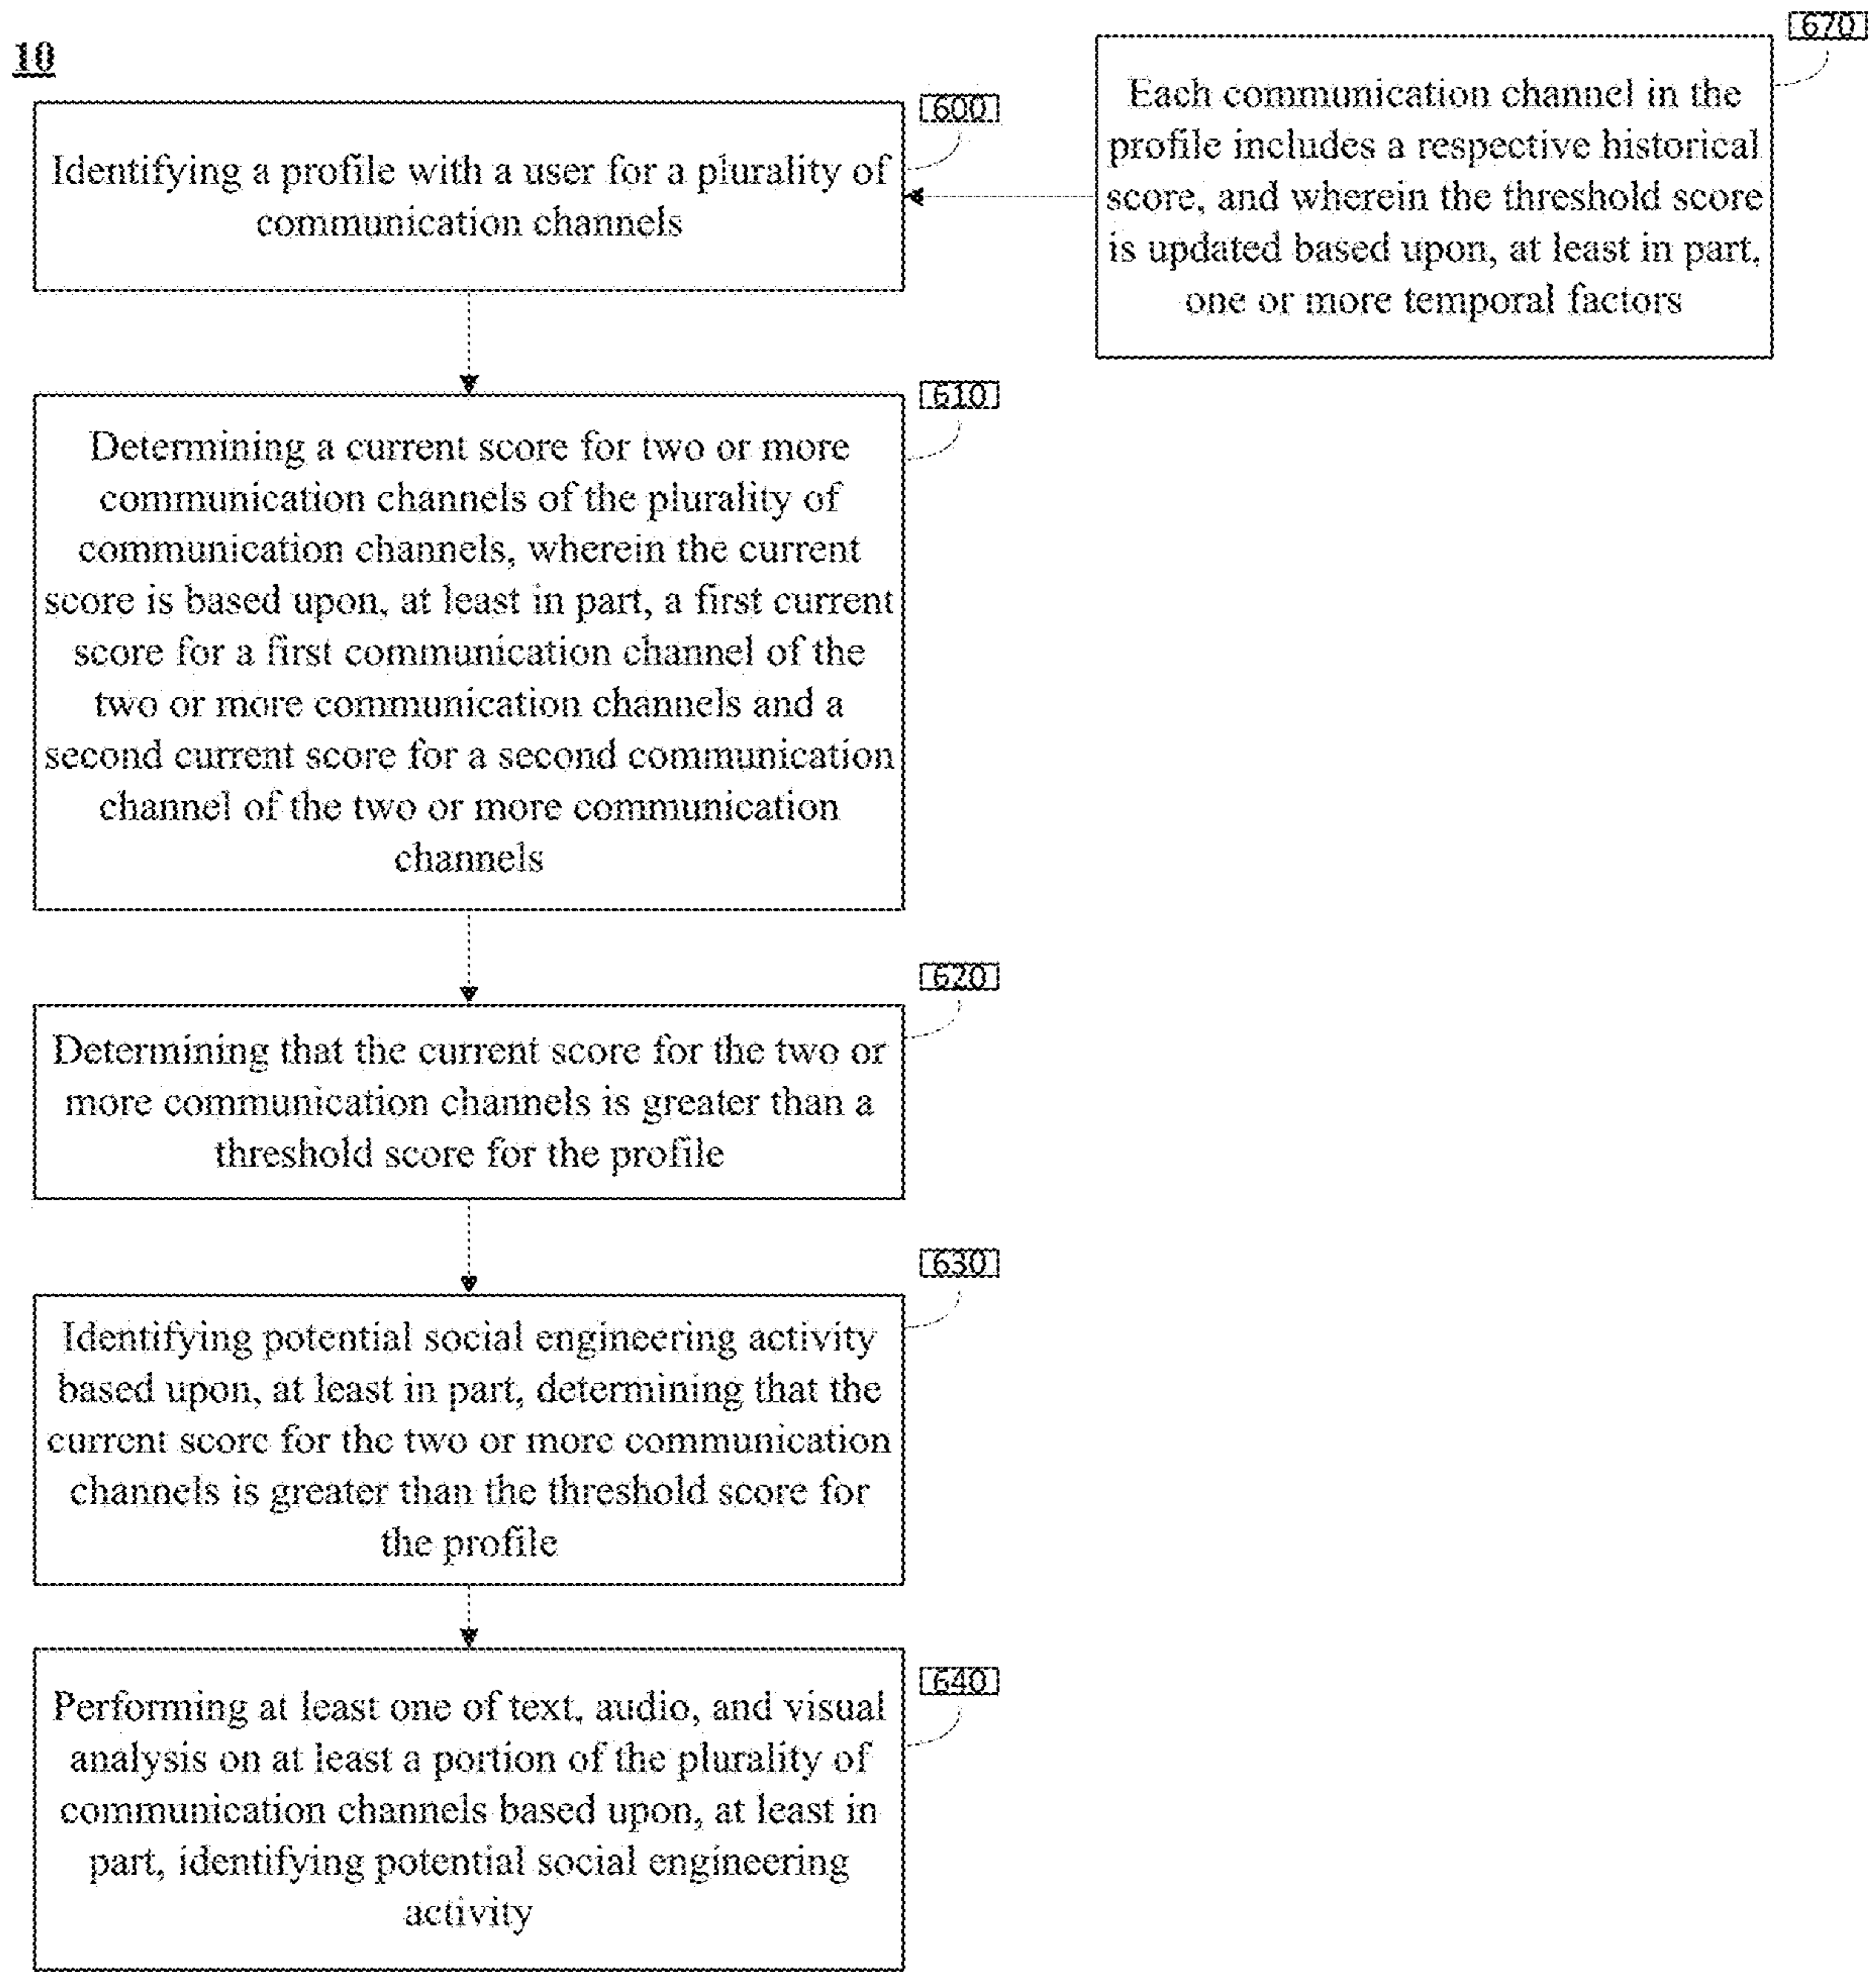 10
600
Identifying a profile with a user for a plurality of
communication channels
670
Each communication channel in the
profile includes a respective historical
score, and wherein the threshold score
is updated based upon, at least in part,
one or more temporal factors
610
Determining a current score for two or more
communication channels of the plurality of
communication channels, wherein the current
score is based upon, at least in part, a first current
score for a first communication channel of the
two or more communication channels and a
second current score for a second communication
channel of the two or more communication
channels
620
Determining that the current score for the two or
more communication channels is greater than a
threshold score for the profile
630
Identifying potential social engineering activity
based upon, at least in part, determining that the
current score for the two or more communication
channels is greater than the threshold score for
the profile
640
Performing at least one of text, audio, and visual
analysis on at least a portion of the plurality of
communication channels based upon, at least in
part, identifying potential social engineering
activity